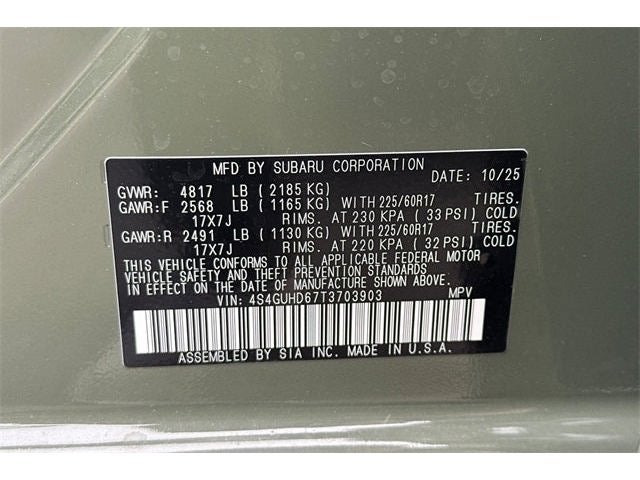 MFD BY SUBARU CORPORATION DATE: 10/25
GVWR: 4817 LB (2185 KG)
GAWR:F 2568 LB (1165 KG) WITH 225/60R17 TIRES.
17X7J RIMS. AT 230 KPA (33 PSI) COLD
GAWR:R 2491 LB (1130 KG) WITH 225/60R17 TIRES.
17X7J RIMS. AT 220 KPA (32 PSI) COLD
THIS VEHICLE CONFORMS TO ALL APPLICABLE FEDERAL MOTOR
VEHICLE SAFETY BUMPER AND THEFT PREVENTION STANDARDS
IN EFFECT ON THE DATE OF MANUFACTURE SHOWN ABOVE.
VIN: 4S4GUHD67T3703903 MPV
ASSEMBLED BY SIA INC. MADE IN U.S.A.